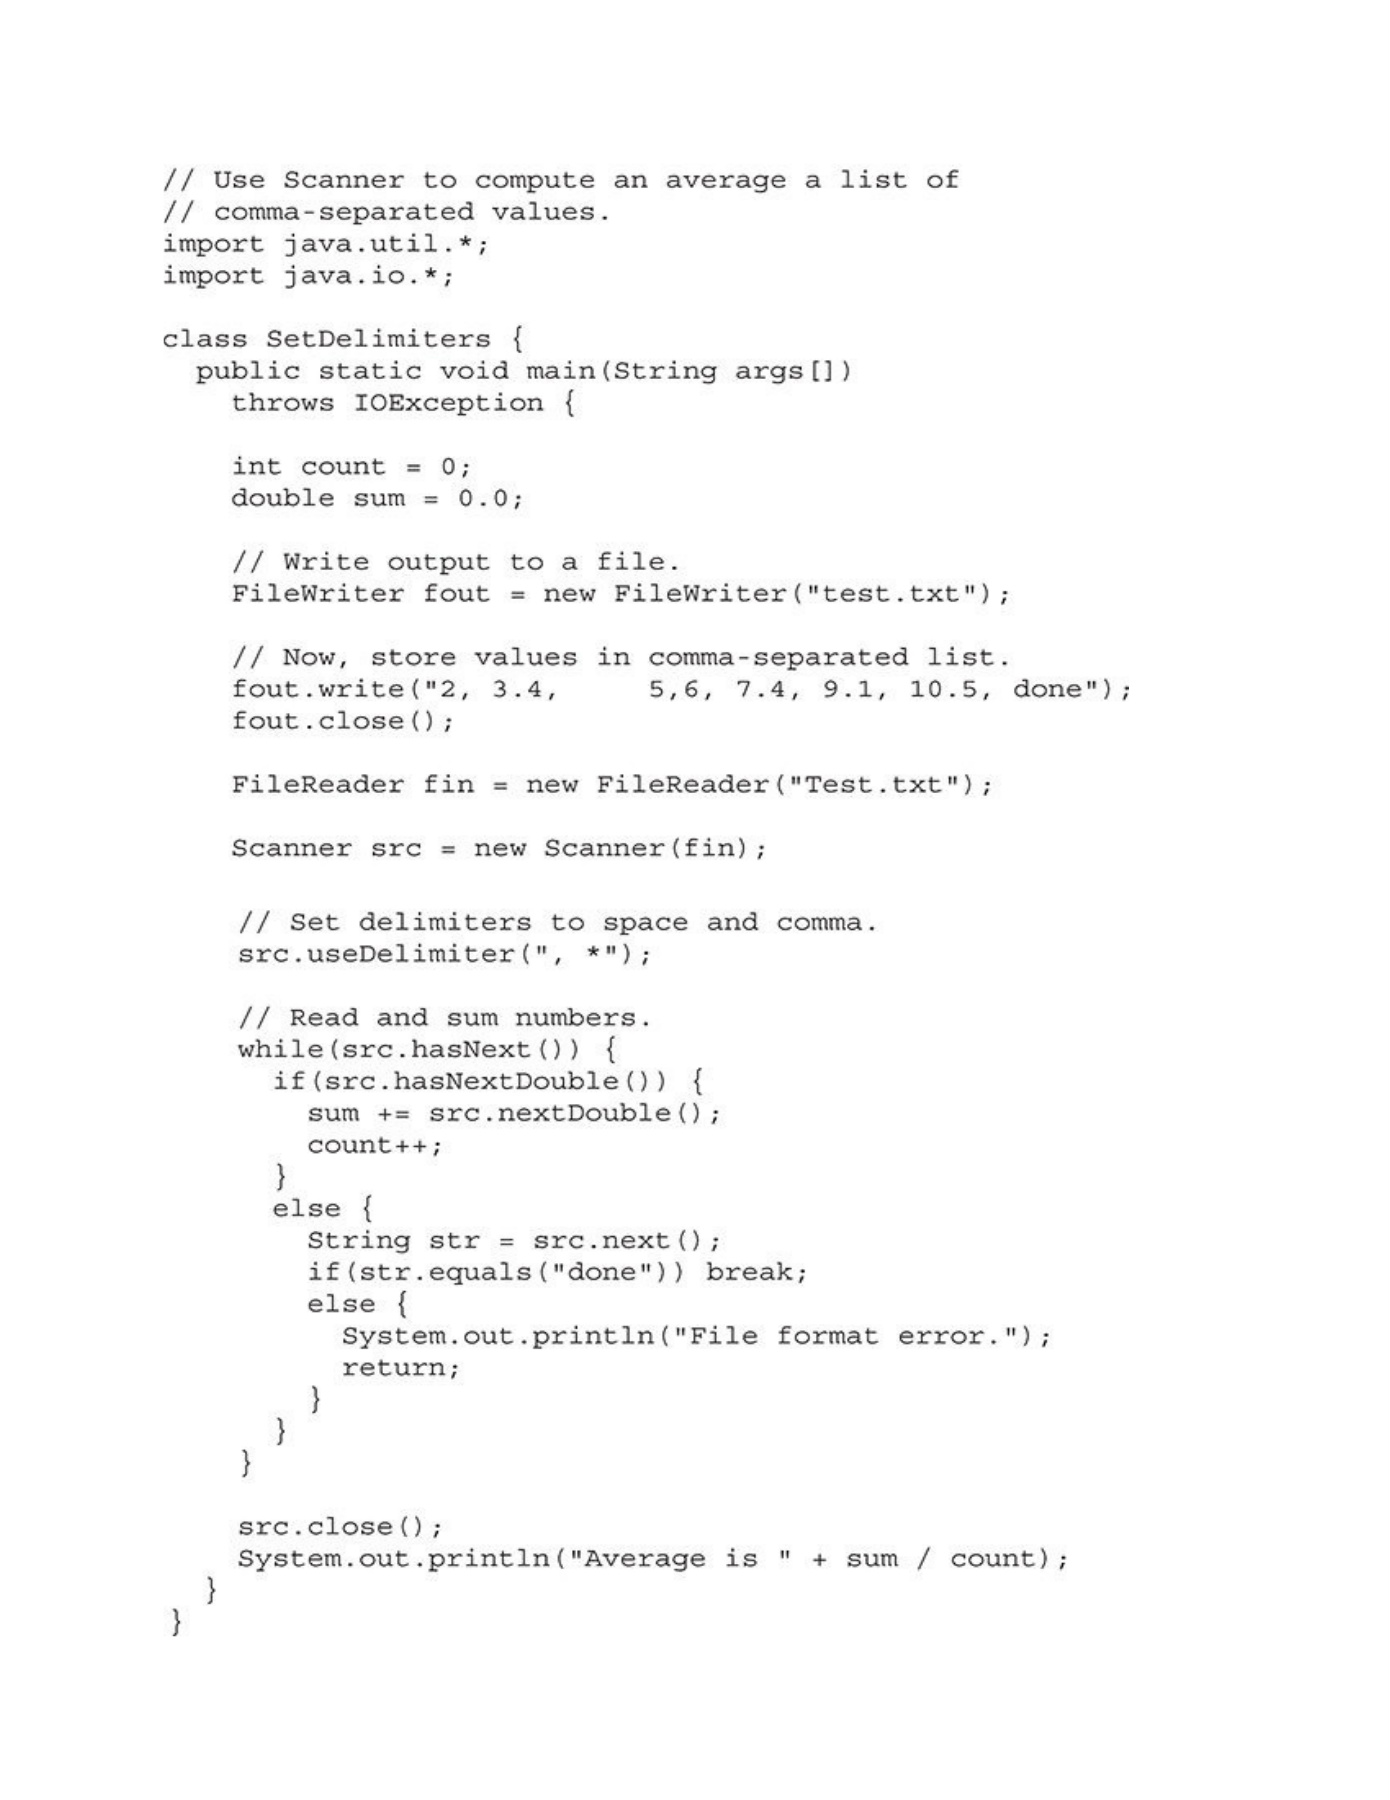 // Use Scanner to compute an average a list of
// comma-separated values.
import java.util.*;
import java.io.*;

class SetDelimiters {
  public static void main(String args[])
    throws IOException {

    int count = 0;
    double sum = 0.0;

    // Write output to a file.
    FileWriter fout = new FileWriter("test.txt");

    // Now, store values in comma-separated list.
    fout.write("2, 3.4,     5,6, 7.4, 9.1, 10.5, done");
    fout.close();

    FileReader fin = new FileReader("Test.txt");

    Scanner src = new Scanner(fin);

    // Set delimiters to space and comma.
    src.useDelimiter(", *");

    // Read and sum numbers.
    while(src.hasNext()) {
      if(src.hasNextDouble()) {
        sum += src.nextDouble();
        count++;
      }
      else {
        String str = src.next();
        if(str.equals("done")) break;
        else {
          System.out.println("File format error.");
          return;
        }
      }
    }

    src.close();
    System.out.println("Average is " + sum / count);
  }
}